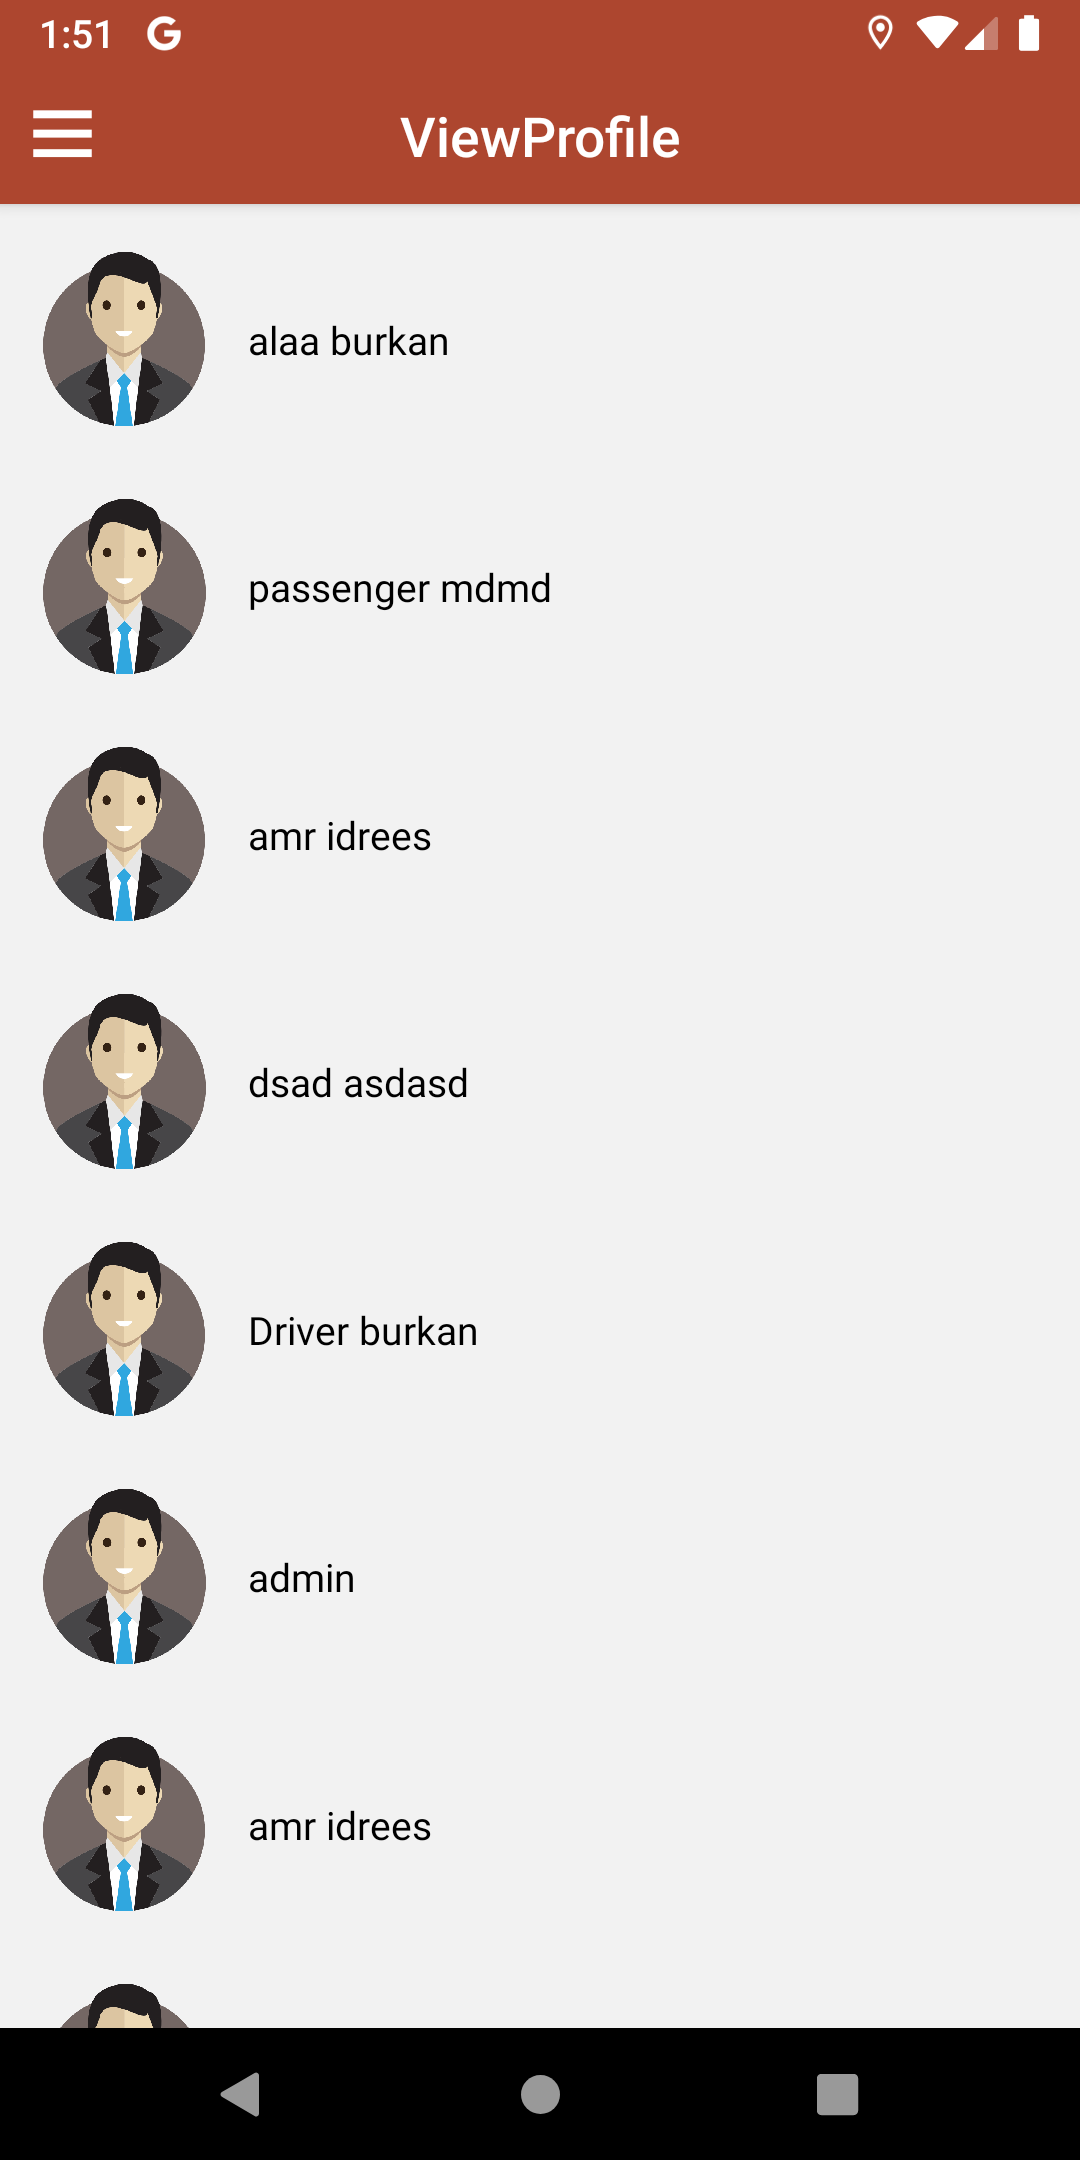 1:51 G
ViewProfile
alaa burkan
passenger mdmd
amr idrees
dsad asdasd
Driver burkan
admin
amr idrees